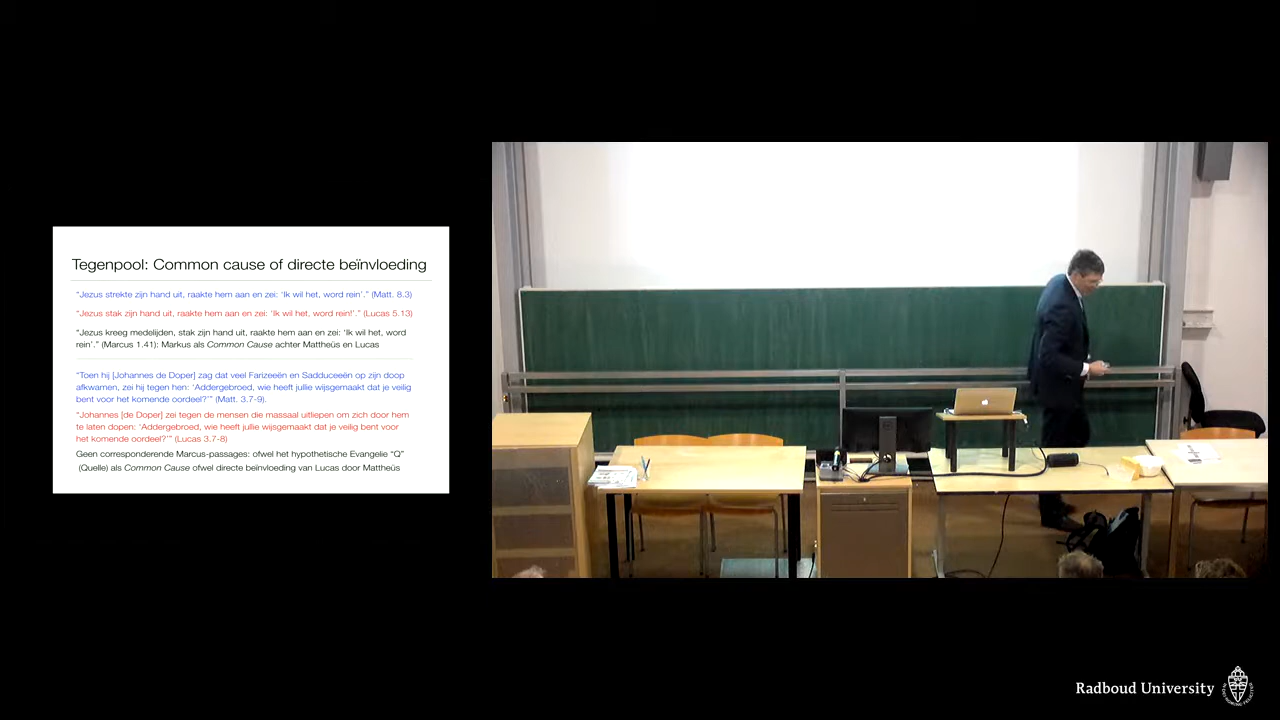 Tegenpool: Common cause of directe beïnvloeding
“Jezus strekte zijn hand uit, raakte hem aan en zei: ‘Ik wil het, word rein’.” (Matt. 8.3)
“Jezus stak zijn hand uit, raakte hem aan en zei: ‘Ik wil het, word rein!’.” (Lucas 5.13)
“Jezus kreeg medelijden, stak zijn hand uit, raakte hem aan en zei: ‘Ik wil het, word
rein’.” (Marcus 1.41): Markus als Common Cause achter Mattheüs en Lucas
“Toen hij [Johannes de Doper] zag dat veel Farizeeën en Sadduceeën op zijn doop
afkwamen, zei hij tegen hen: ‘Addergebroed, wie heeft jullie wijsgemaakt dat je veilig
bent voor het komende oordeel?’” (Matt. 3.7-9).
“Johannes [de Doper] zei tegen de mensen die massaal uitliepen om zich door hem
te laten dopen: ‘Addergebroed, wie heeft jullie wijsgemaakt dat je veilig bent voor
het komende oordeel?’” (Lucas 3.7-8)
Geen corresponderende Marcus-passages: ofwel het hypothetische Evangelie “Q”
(Quelle) als Common Cause ofwel directe beïnvloeding van Lucas door Mattheüs
Radboud University